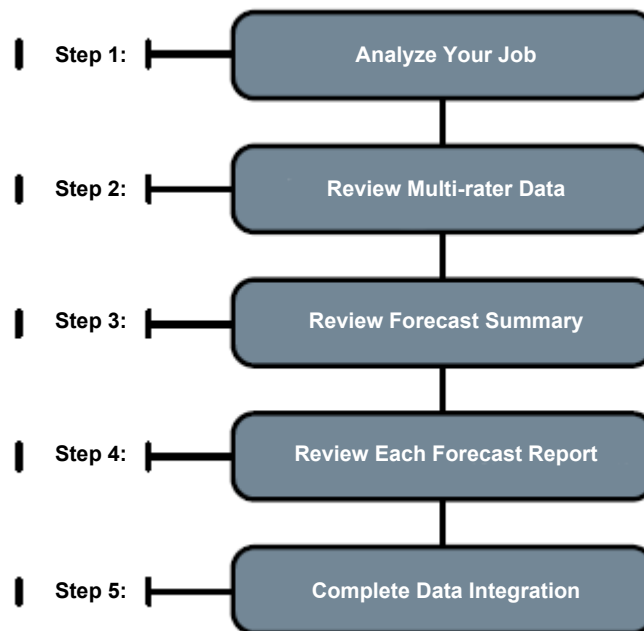 Step 1: Analyze Your Job
Step 2: Review Multi-rater Data
Step 3: Review Forecast Summary
Step 4: Review Each Forecast Report
Step 5: Complete Data Integration